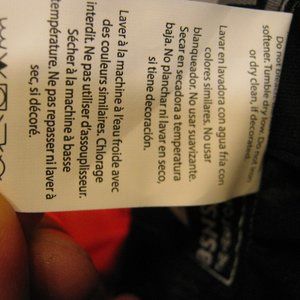 Do no
softener. Tumble dry low. Do not iron
or dry clean, if decorated.
Lavar en lavadora con agua fría con
colores similares. No usar
blanqueador. No usar suavizante.
Secar en secadora a temperatura
baja. No planchar ni lavar en seco,
si tiene decoración.
Laver à la machine à l'eau froide avec
des couleurs similaires. Chlorage
interdit. Ne pas utiliser d'assouplisseur.
Sécher à la machine à basse
température. Ne pas repasser ni laver à
sec, si décoré.